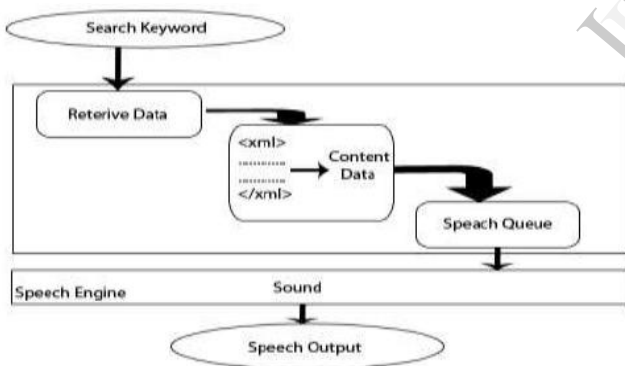 Search Keyword
Reterive Data
<xml>
............
............
</xml>
Content
Data
Speach Queue
Speech Engine
Sound
Speech Output